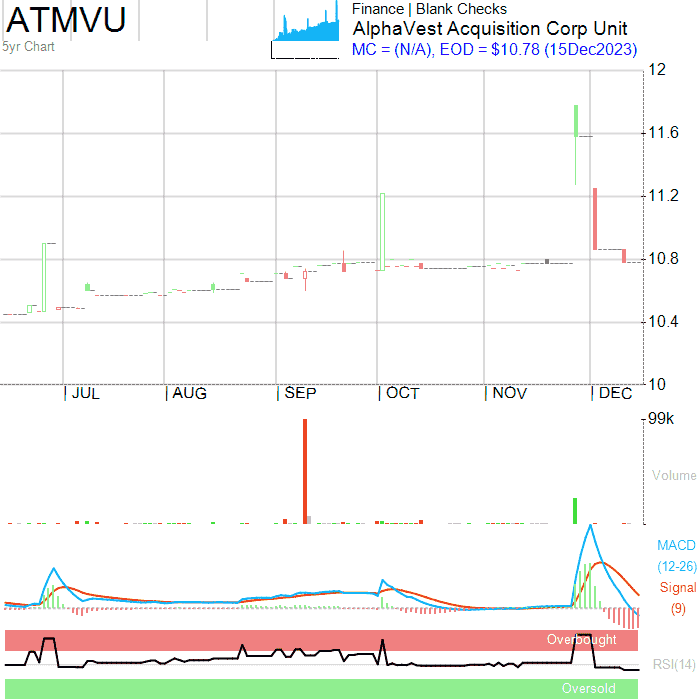 ATMVU
5yr Chart
Finance | Blank Checks
AlphaVest Acquisition Corp Unit
MC = (N/A), EOD = $10.78 (15Dec2023)
12
11.6
11.2
10.8
10.4
10
JUL AUG SEP OCT NOV DEC
99k
Volume
MACD
(12-26)
Signal
(9)
Overbought
RSI(14)
Oversold